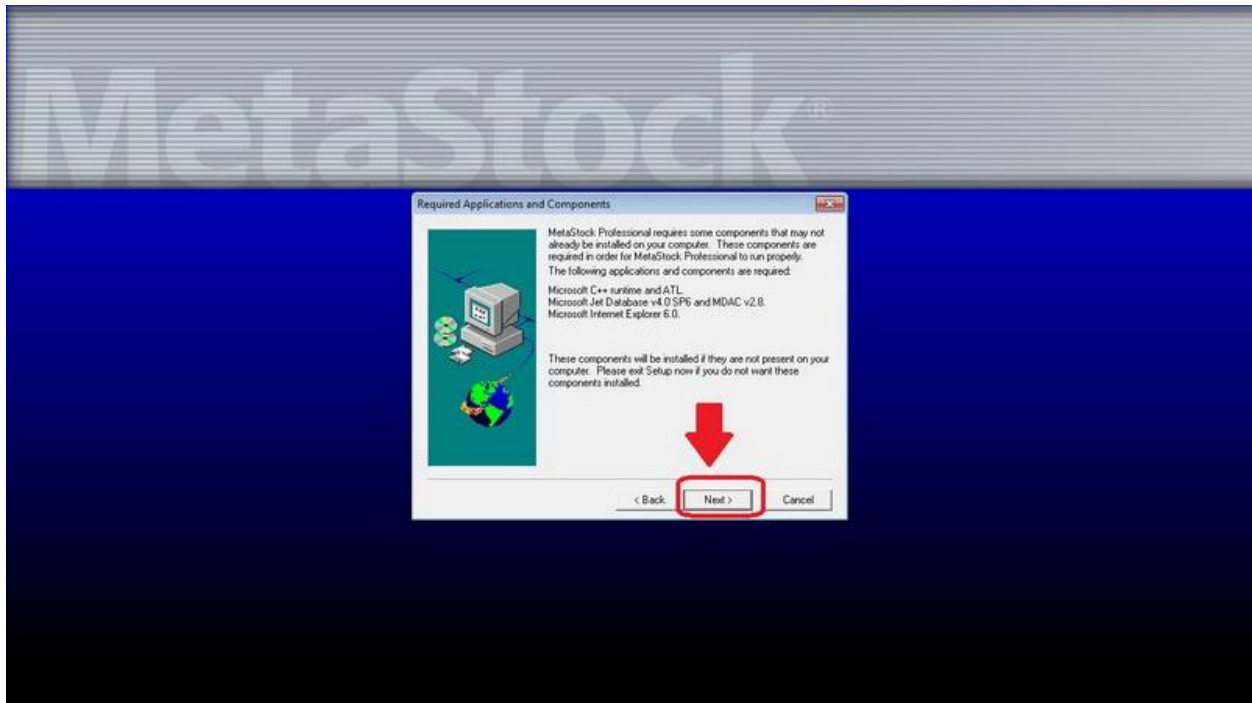 MetaStock®
Required Applications and Components
MetaStock Professional requires some components that may not
already be installed on your computer. These components are
required in order for MetaStock Professional to run properly.
The following applications and components are required:
Microsoft C++ runtime and ATL.
Microsoft Jet Database v4.0 SP6 and MDAC v2.8.
Microsoft Internet Explorer 6.0.
These components will be installed if they are not present on your
computer. Please exit Setup now if you do not want these
components installed.
< Back Next > Cancel